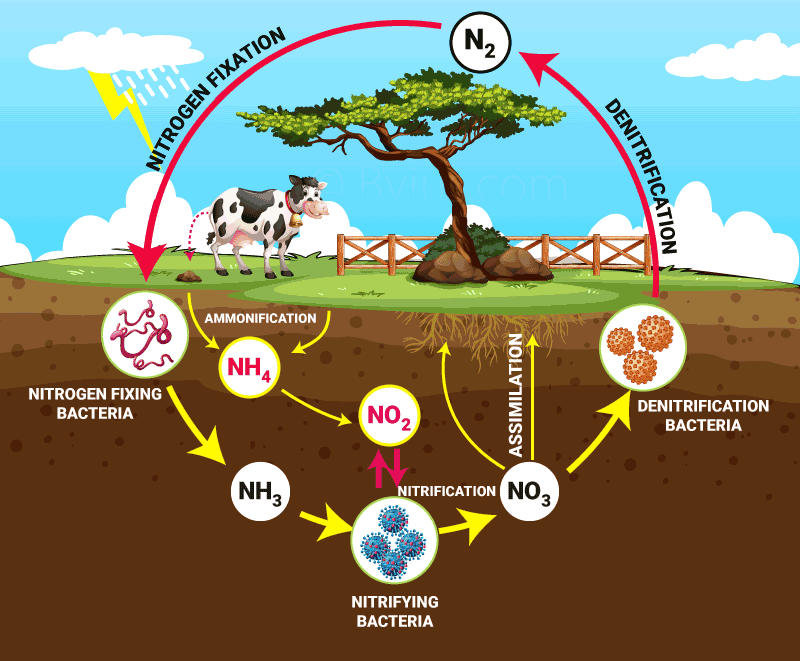 N2
NITROGEN FIXATION
DENITRIFICATION
AMMONIFICATION
NH4
NITROGEN FIXING
BACTERIA
NO2
ASSIMILATION
DENITRIFICATION
BACTERIA
NH3
NITRIFICATION
NO3
NITRIFYING
BACTERIA